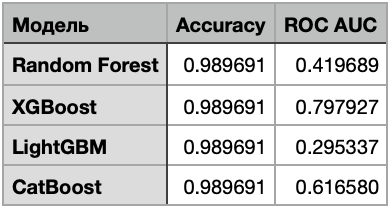 Модель Accuracy ROC AUC
Random Forest 0.989691 0.419689
XGBoost 0.989691 0.797927
LightGBM 0.989691 0.295337
CatBoost 0.989691 0.616580